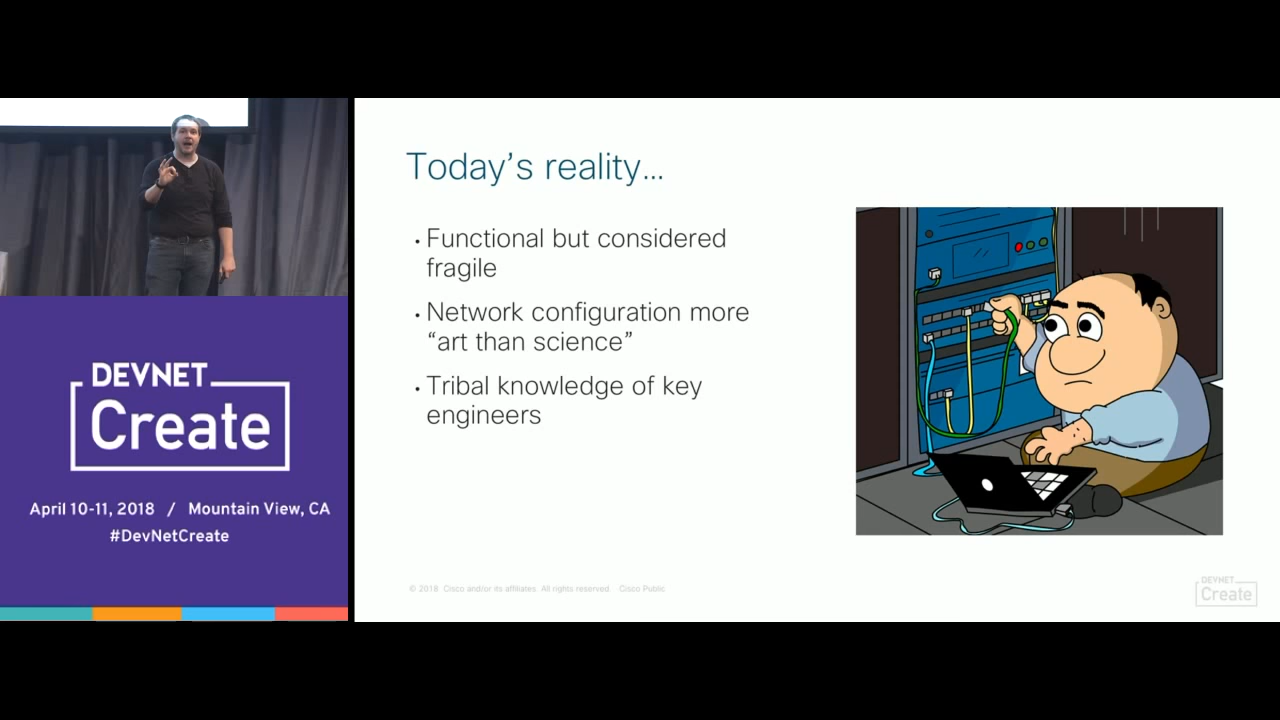 DEVNET
Create
April 10-11, 2018 / Mountain View, CA
#DevNetCreate
Today’s reality...
• Functional but considered
fragile
• Network configuration more
“art than science”
• Tribal knowledge of key
engineers
© 2018 Cisco and/or its affiliates. All rights reserved. Cisco Public
DEVNET
Create